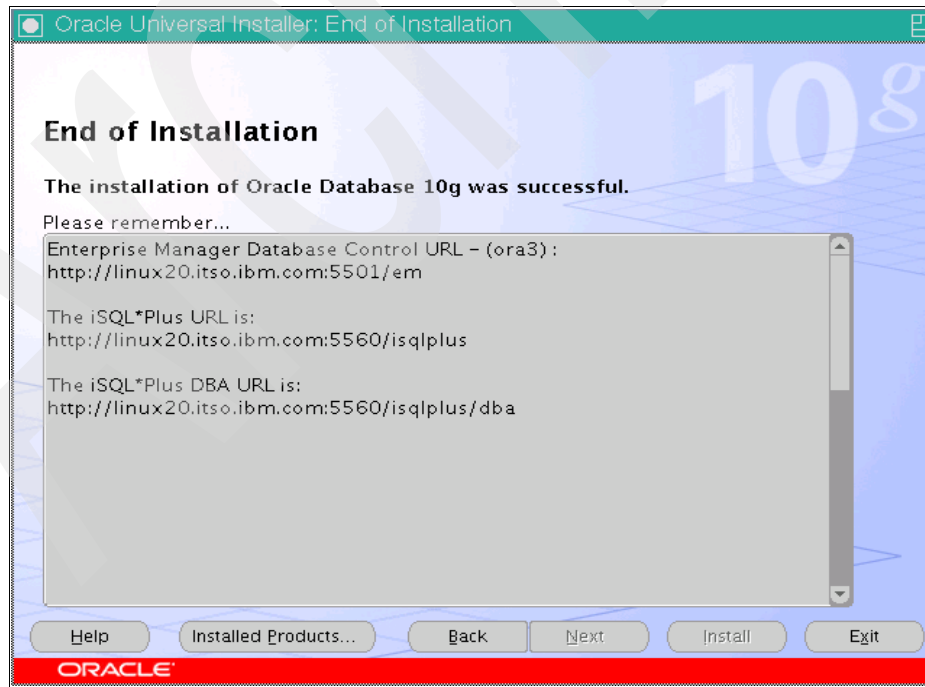 Oracle Universal Installer: End of Installation
10g
End of Installation
The installation of Oracle Database 10g was successful.
Please remember...
Enterprise Manager Database Control URL - (ora3) :
http://linux20.itso.ibm.com:5501/em
The iSQL*Plus URL is:
http://linux20.itso.ibm.com:5560/isqlplus
The iSQL*Plus DBA URL is:
http://linux20.itso.ibm.com:5560/isqlplus/dba
Help Installed Products... Back Next Install Exit
ORACLE